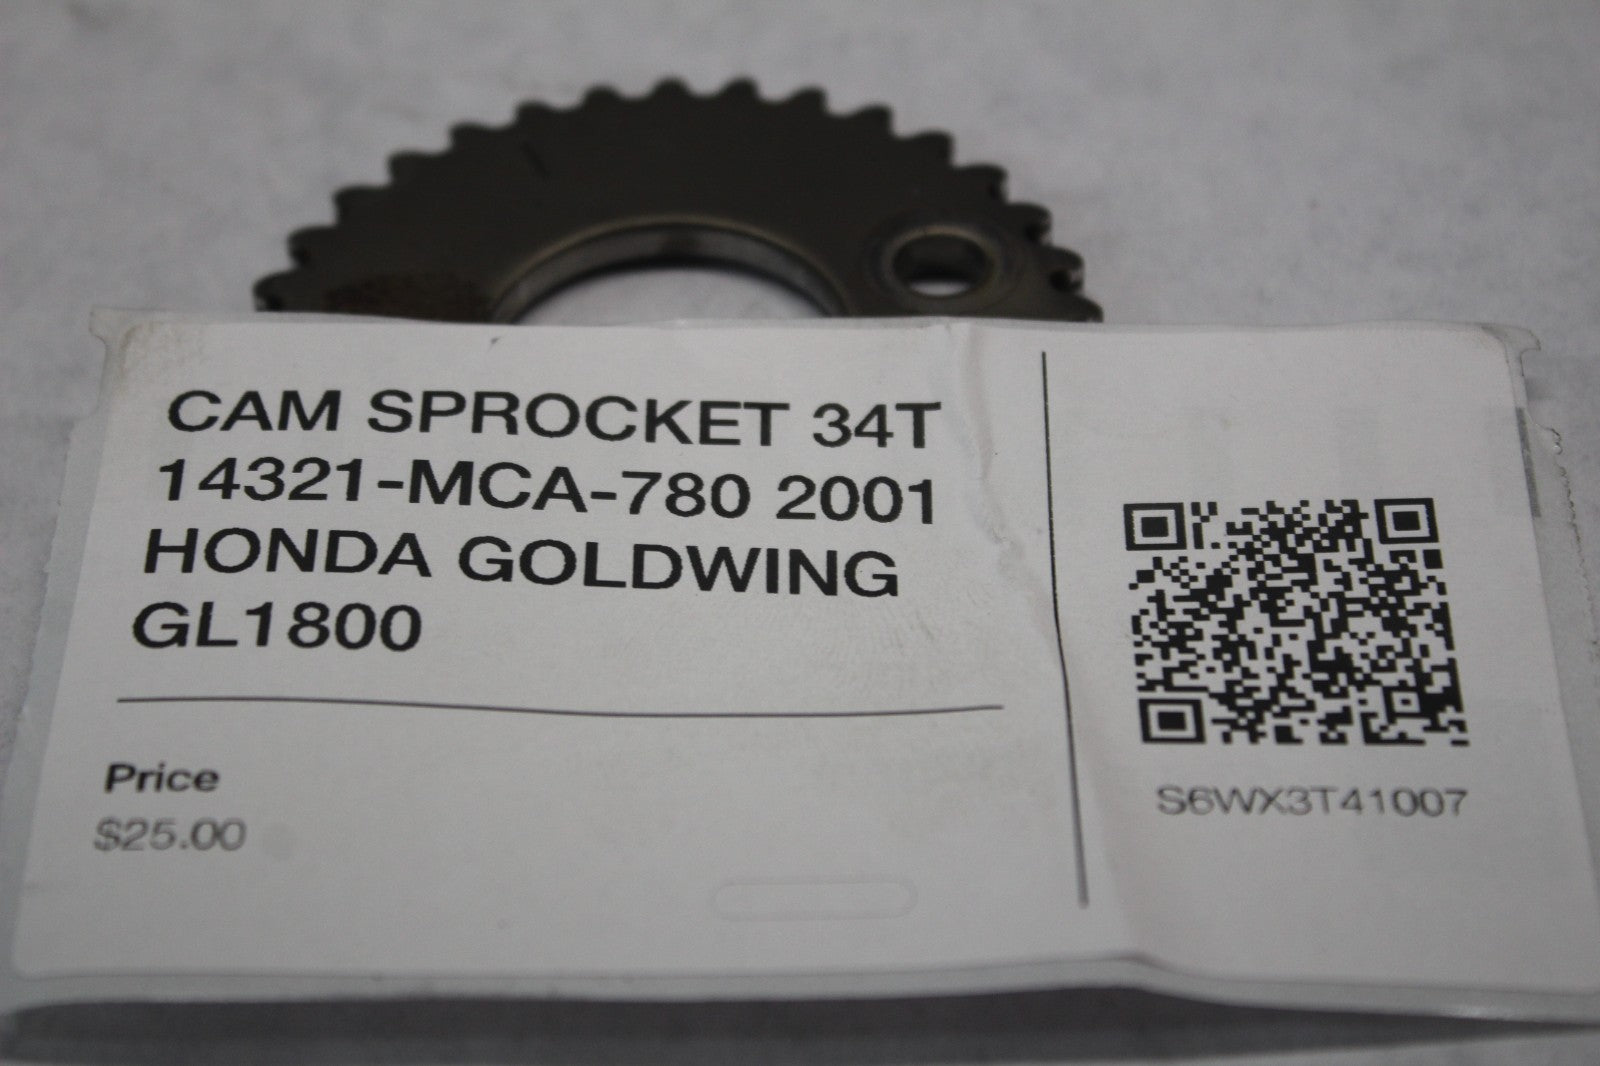 CAM SPROCKET 34T
14321-MCA-780 2001
HONDA GOLDWING
GL1800
Price
$25.00
S6WX3T41007